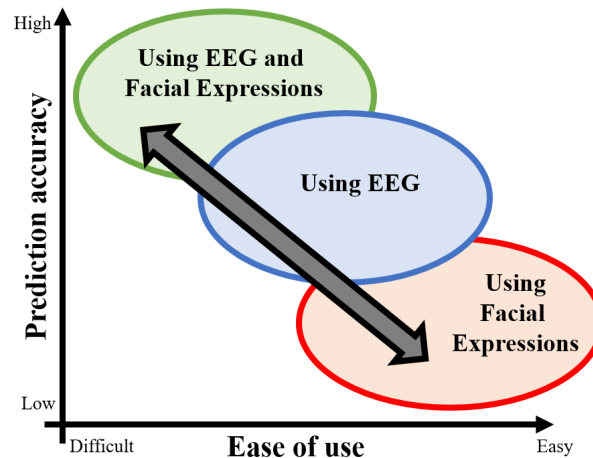 High
Using EEG and
Facial Expressions
Using EEG
Using
Facial
Expressions
Prediction accuracy
Low
Difficult
Ease of use
Easy